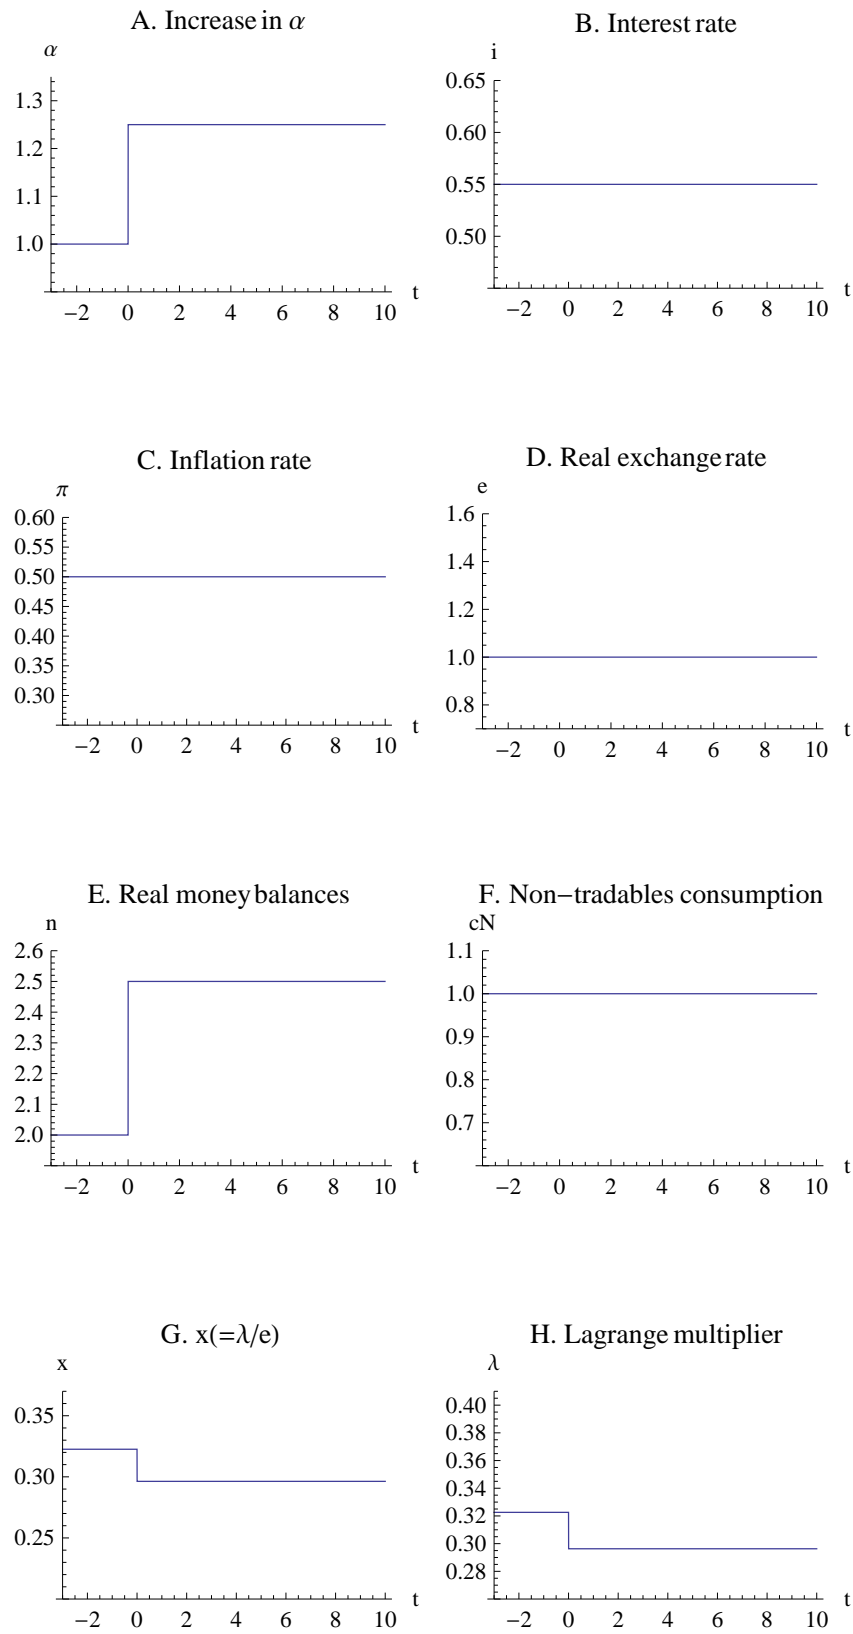 A. Increase in α
α
1.3
1.2
1.1
1.0
−2 0 2 4 6 8 10
t
B. Interest rate
i
0.65
0.60
0.55
0.50
−2 0 2 4 6 8 10
t
C. Inflation rate
π
0.60
0.55
0.50
0.45
0.40
0.35
0.30
−2 0 2 4 6 8 10
t
D. Real exchange rate
e
1.6
1.4
1.2
1.0
0.8
−2 0 2 4 6 8 10
t
E. Real money balances
n
2.6
2.5
2.4
2.3
2.2
2.1
2.0
−2 0 2 4 6 8 10
t
F. Non−tradables consumption
cN
1.1
1.0
0.9
0.8
0.7
−2 0 2 4 6 8 10
t
G. x(=λ/e)
x
0.35
0.30
0.25
−2 0 2 4 6 8 10
t
H. Lagrange multiplier
λ
0.40
0.38
0.36
0.34
0.32
0.30
0.28
−2 0 2 4 6 8 10
t